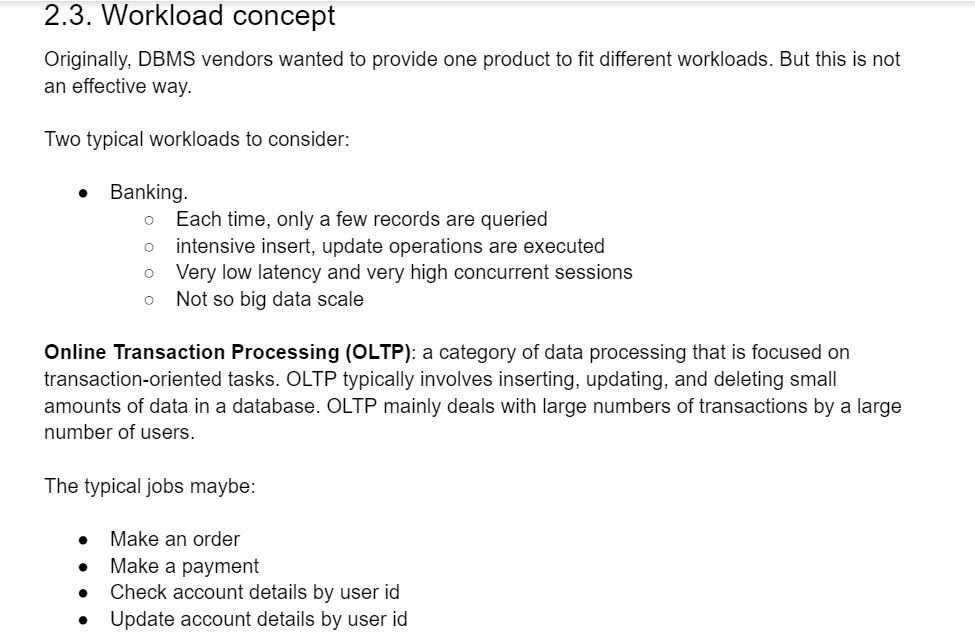 2.3. Workload concept
Originally, DBMS vendors wanted to provide one product to fit different workloads. But this is not
an effective way.
Two typical workloads to consider:
● Banking.
○ Each time, only a few records are queried
○ intensive insert, update operations are executed
○ Very low latency and very high concurrent sessions
○ Not so big data scale
Online Transaction Processing (OLTP): a category of data processing that is focused on
transaction-oriented tasks. OLTP typically involves inserting, updating, and deleting small
amounts of data in a database. OLTP mainly deals with large numbers of transactions by a large
number of users.
The typical jobs maybe:
● Make an order
● Make a payment
● Check account details by user id
● Update account details by user id